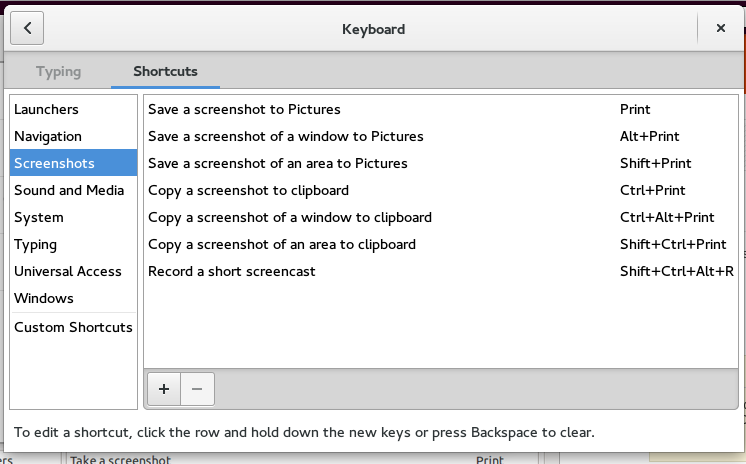 Keyboard
Typing Shortcuts
Launchers
Navigation
Screenshots
Sound and Media
System
Typing
Universal Access
Windows
Custom Shortcuts
Save a screenshot to Pictures Print
Save a screenshot of a window to Pictures Alt+Print
Save a screenshot of an area to Pictures Shift+Print
Copy a screenshot to clipboard Ctrl+Print
Copy a screenshot of a window to clipboard Ctrl+Alt+Print
Copy a screenshot of an area to clipboard Shift+Ctrl+Print
Record a short screencast Shift+Ctrl+Alt+R
To edit a shortcut, click the row and hold down the new keys or press Backspace to clear.
Take a screenshot Print